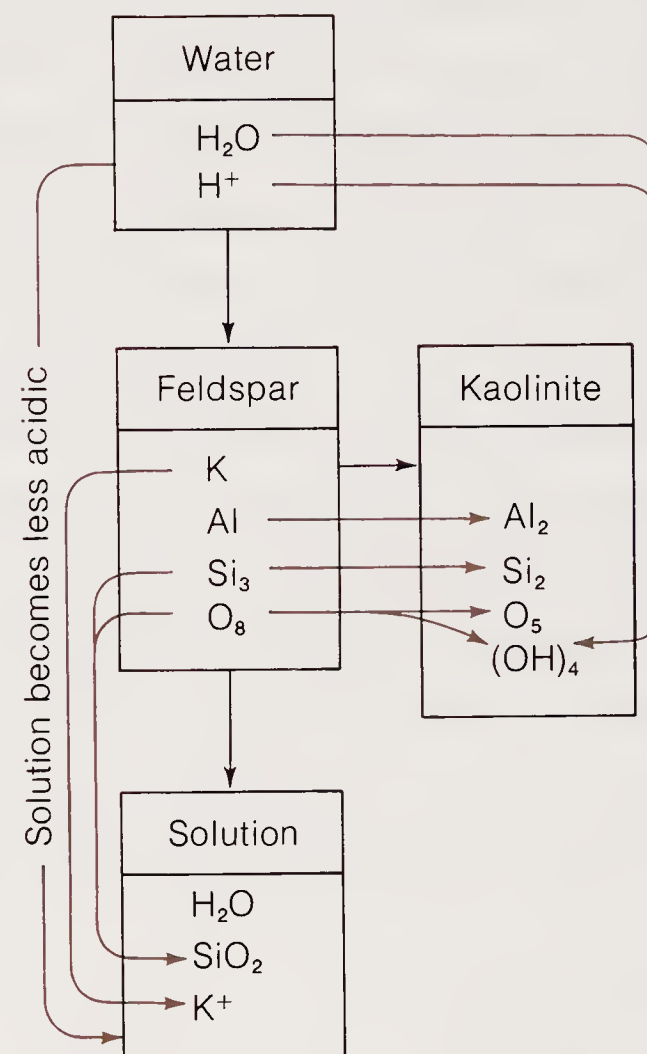 Water
H₂O
H⁺
Solution becomes less acidic
Feldspar
K
Al
Si₃
O₈
Kaolinite
Al₂
Si₂
O₅
(OH)₄
Solution
H₂O
SiO₂
K⁺